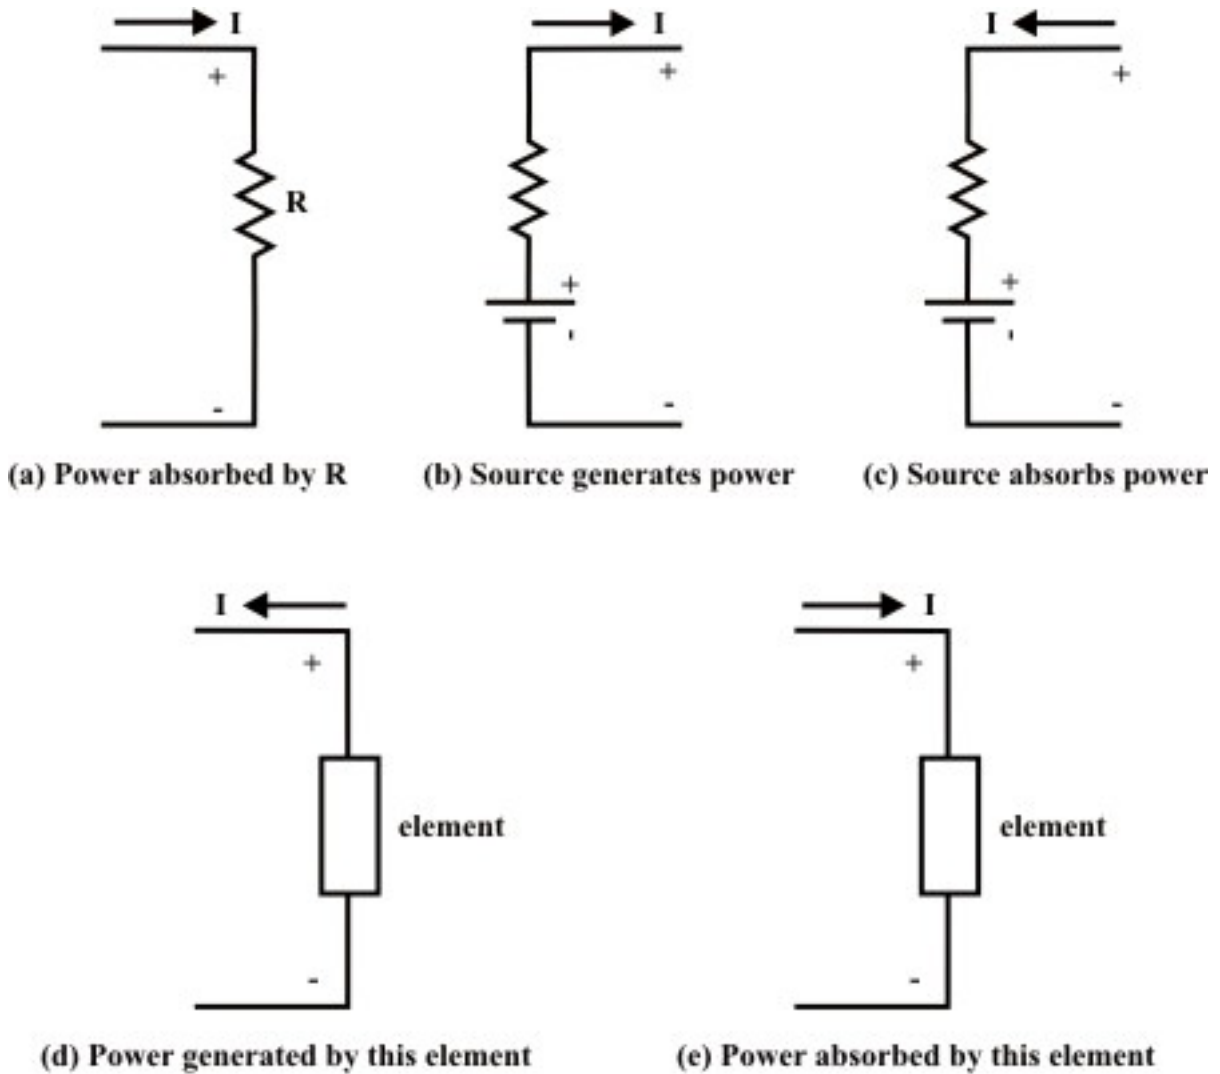 I I I
+ + +
R
+ +
- -
- - -
(a) Power absorbed by R (b) Source generates power (c) Source absorbs power
I I
+ +
element element
- -
(d) Power generated by this element (e) Power absorbed by this element